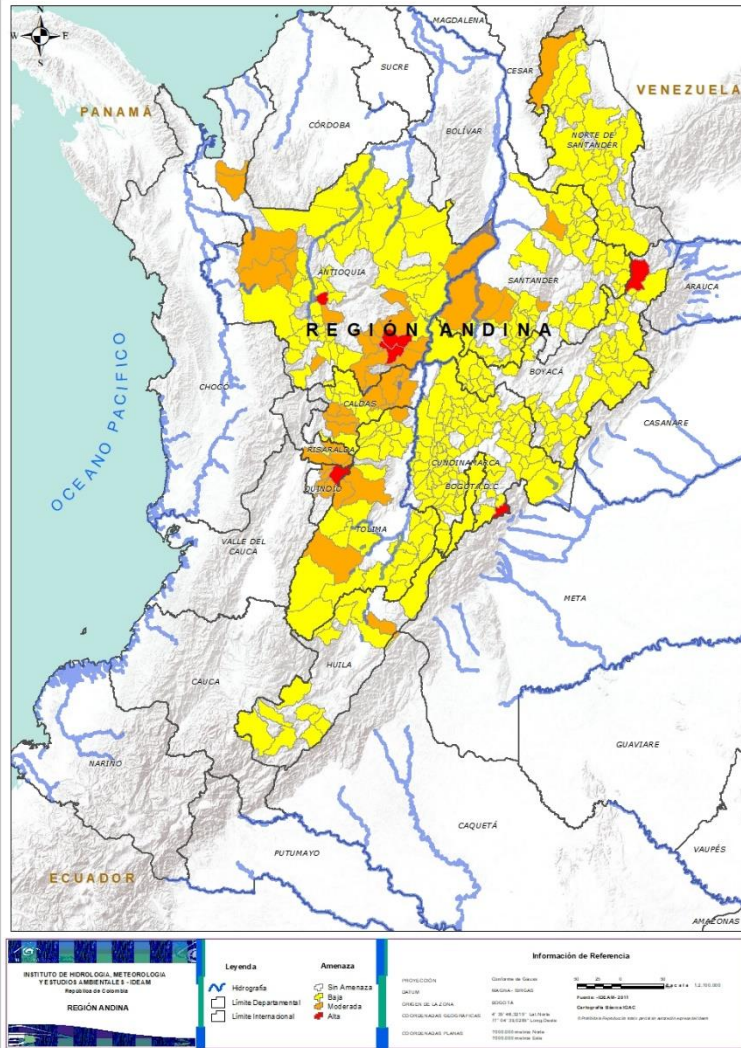 N
W
E
S
MAGDALENA
SUCRE
CESAR
VENEZUELA
PANAMÁ
CÓRDOBA
BOLÍVAR
NORTE DE
SANTANDER
ANTIOQUIA
SANTANDER
ARAUCA
REGIÓN ANDINA
BOYACÁ
OCEANO PACIFICO
CHOCO
CALDAS
CASANARE
RISARALDA
CUNDINAMARCA
BOGOTÁ D.C.
QUINDIO
TOLIMA
VALLE DEL
CAUCA
META
HUILA
CAUCA
GUAVIARE
NARIÑO
CAQUETÁ
VAUPÉS
PUTUMAYO
ECUADOR
AMAZONAS
INSTITUTO DE HIDROLOGIA, METEOROLOGIA
Y ESTUDIOS AMBIENTALES - IDEAM
República de Colombia
REGIÓN ANDINA
Leyenda
Hidrografía
Límite Departamental
Límite Internacional
Amenaza
Sin Amenaza
Baja
Moderada
Alta
Información de Referencia
PROYECCIÓN
Conforme de Gauss
DATUM
MAGNA - SIRGAS
ORIGEN DE LA ZONA
BOGOTÁ
COORDENADAS GEOGRÁFICAS
COORDENADAS PLANAS
Fuente: IDEAM- 2011
Cartografía Básica IGAC